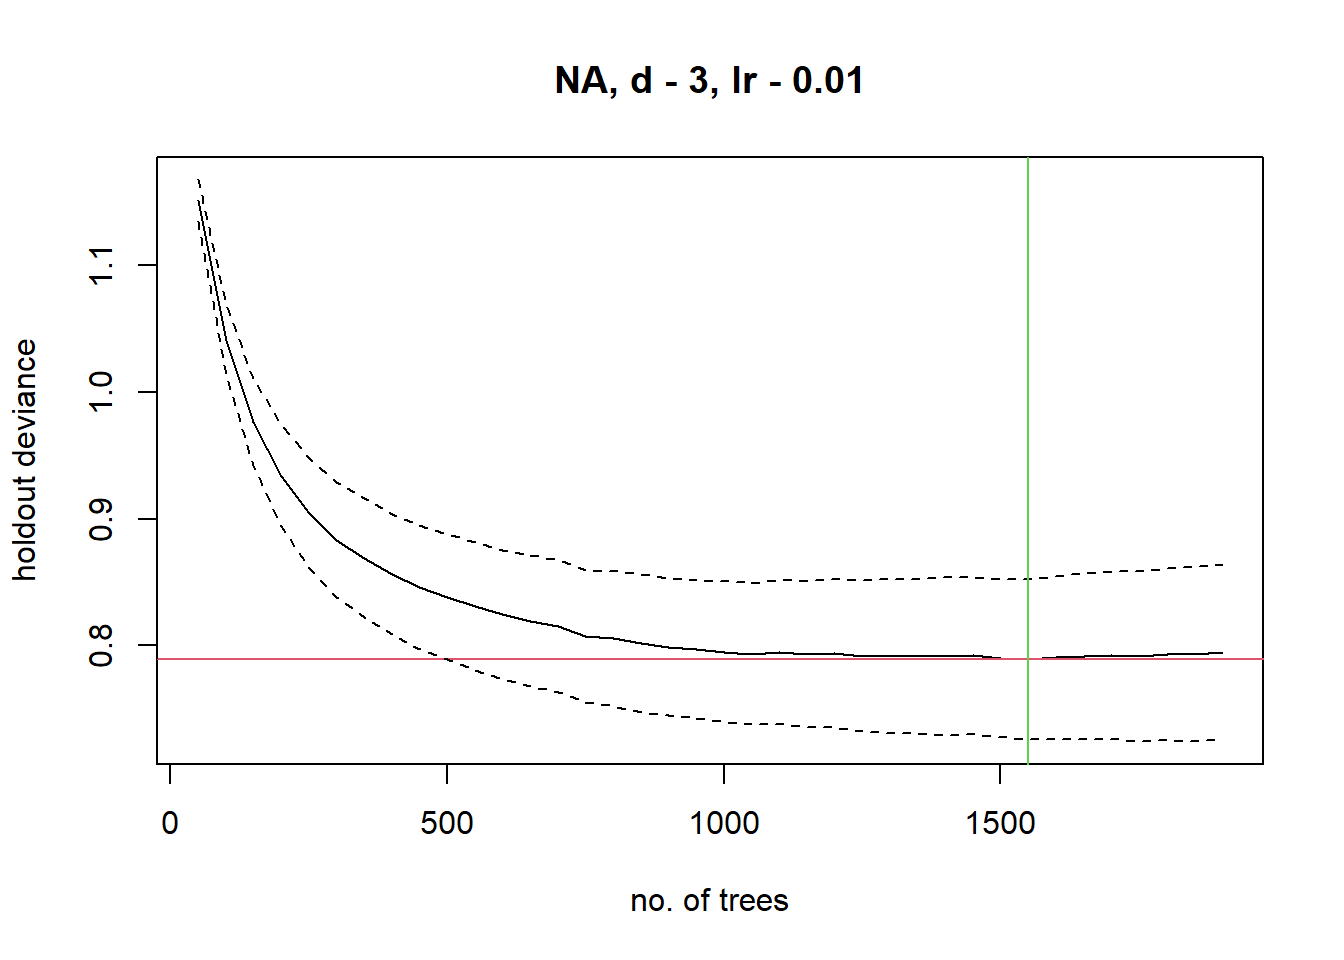 NA, d - 3, lr - 0.01
holdout deviance
1.1
1.0
0.9
0.8
0
500
1000
1500
no. of trees